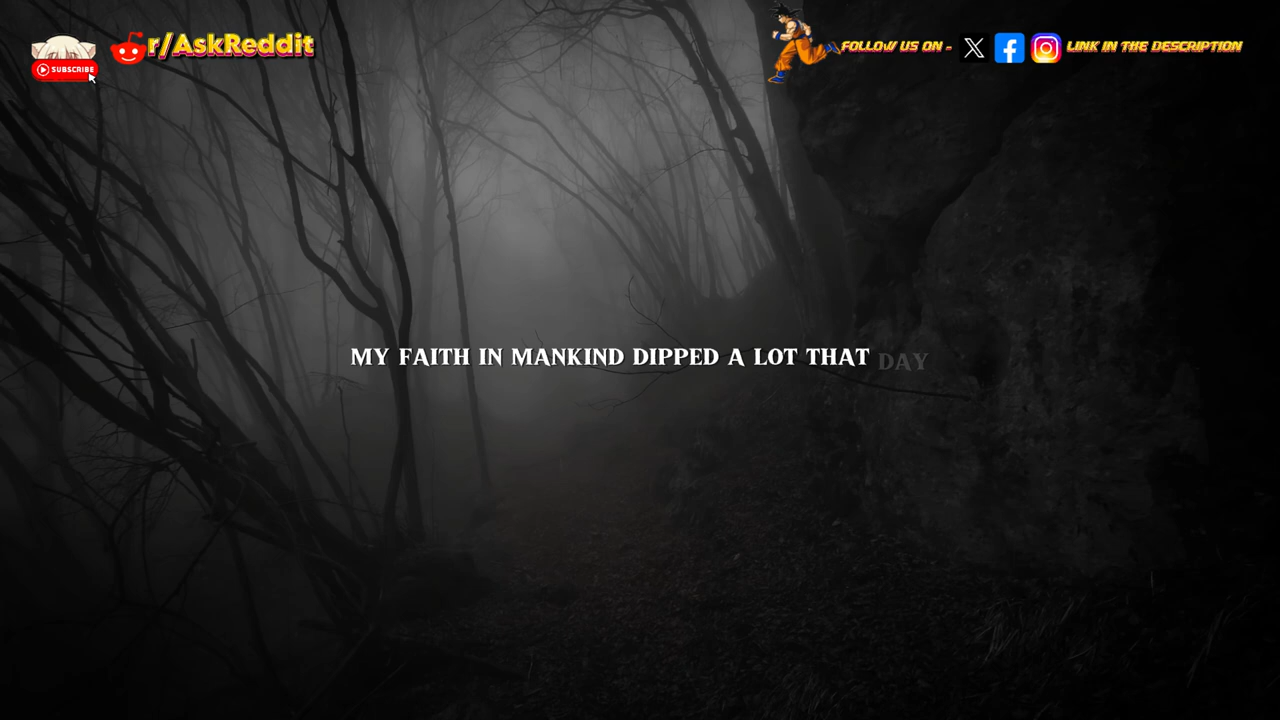 SUBSCRIBE
r/AskReddit
FOLLOW US ON -
LINK IN THE DESCRIPTION
MY FAITH IN MANKIND DIPPED A LOT THAT DAY